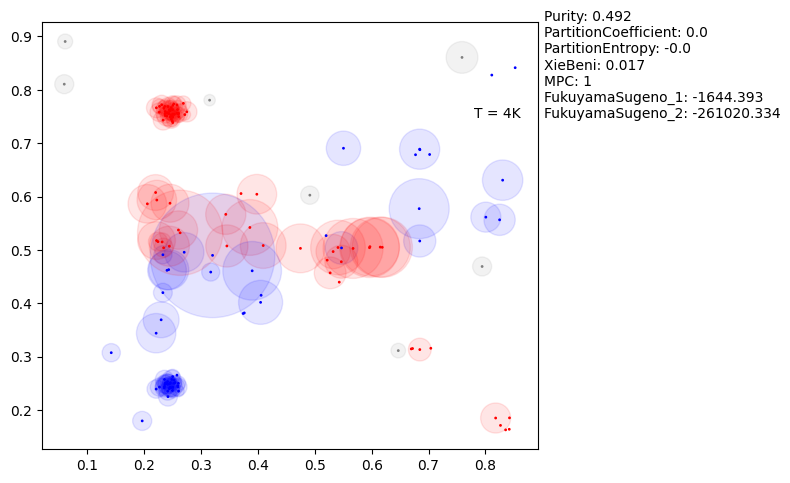 Purity: 0.492
PartitionCoefficient: 0.0
PartitionEntropy: -0.0
XieBeni: 0.017
MPC: 1
FukuyamaSugeno_1: -1644.393
FukuyamaSugeno_2: -261020.334
T = 4K
0.9
0.8
0.7
0.6
0.5
0.4
0.3
0.2
0.1 0.2 0.3 0.4 0.5 0.6 0.7 0.8